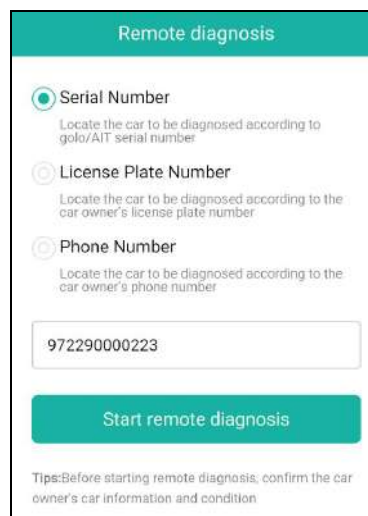 Remote diagnosis
Serial Number
Locate the car to be diagnosed according to
golo/AIT serial number
License Plate Number
Locate the car to be diagnosed according to the
car owner's license plate number
Phone Number
Locate the car to be diagnosed according to the
car owner's phone number
972290000223
Start remote diagnosis
Tips:Before starting remote diagnosis, confirm the car
owner's car information and condition